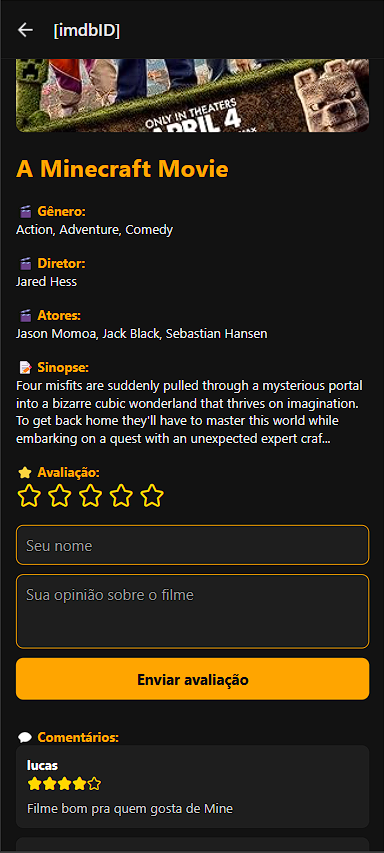 [imdbID]
ONLY IN THEATERS
APRIL 4
A Minecraft Movie
Gênero:
Action, Adventure, Comedy
Diretor:
Jared Hess
Atores:
Jason Momoa, Jack Black, Sebastian Hansen
Sinopse:
Four misfits are suddenly pulled through a mysterious portal
into a bizarre cubic wonderland that thrives on imagination.
To get back home they'll have to master this world while
embarking on a quest with an unexpected expert craf...
Avaliação:
Seu nome
Sua opinião sobre o filme
Enviar avaliação
Comentários:
lucas
Filme bom pra quem gosta de Mine